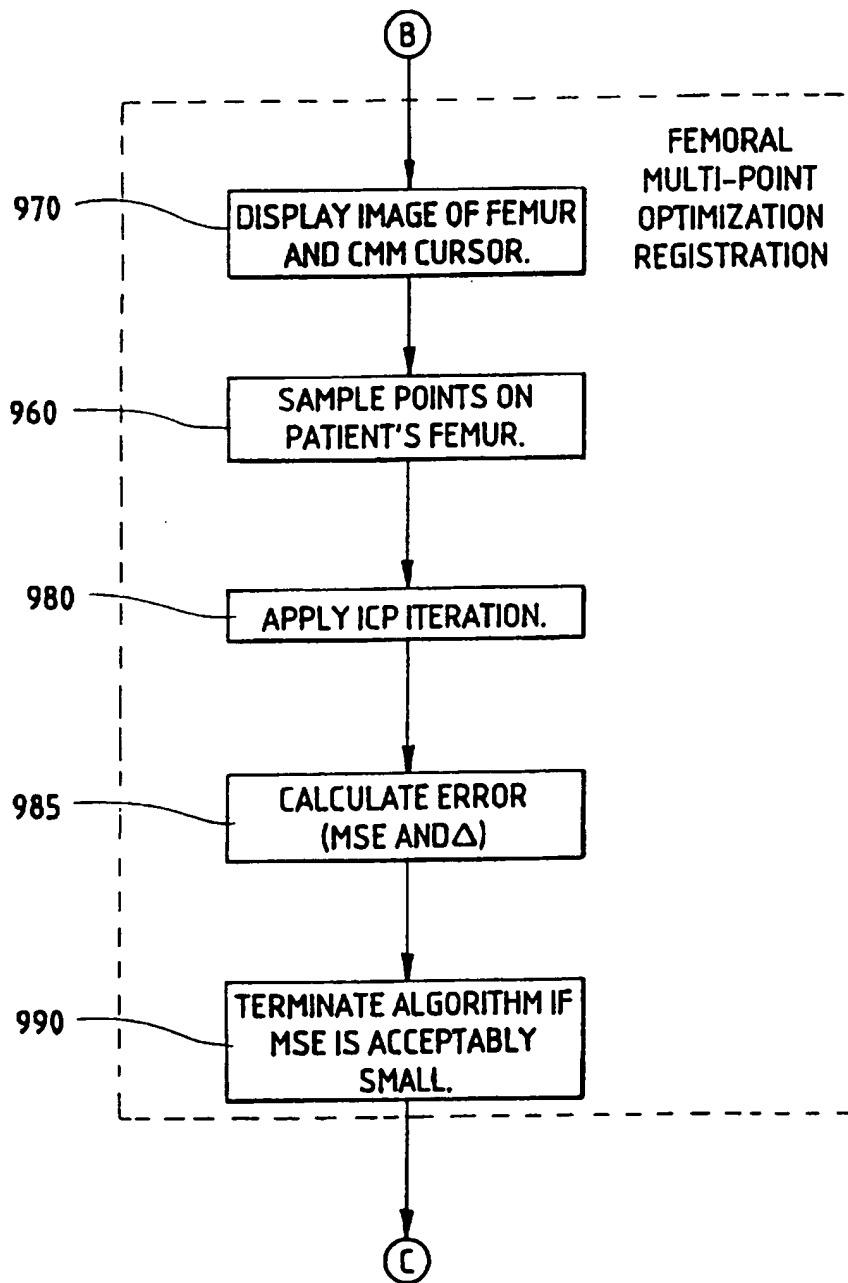 B
FEMORAL
MULTI-POINT
OPTIMIZATION
REGISTRATION
970
DISPLAY IMAGE OF FEMUR
AND CMM CURSOR.
960
SAMPLE POINTS ON
PATIENT'S FEMUR.
980
APPLY ICP ITERATION.
985
CALCULATE ERROR
(MSE AND Δ)
990
TERMINATE ALGORITHM IF
MSE IS ACCEPTABLY
SMALL.
C